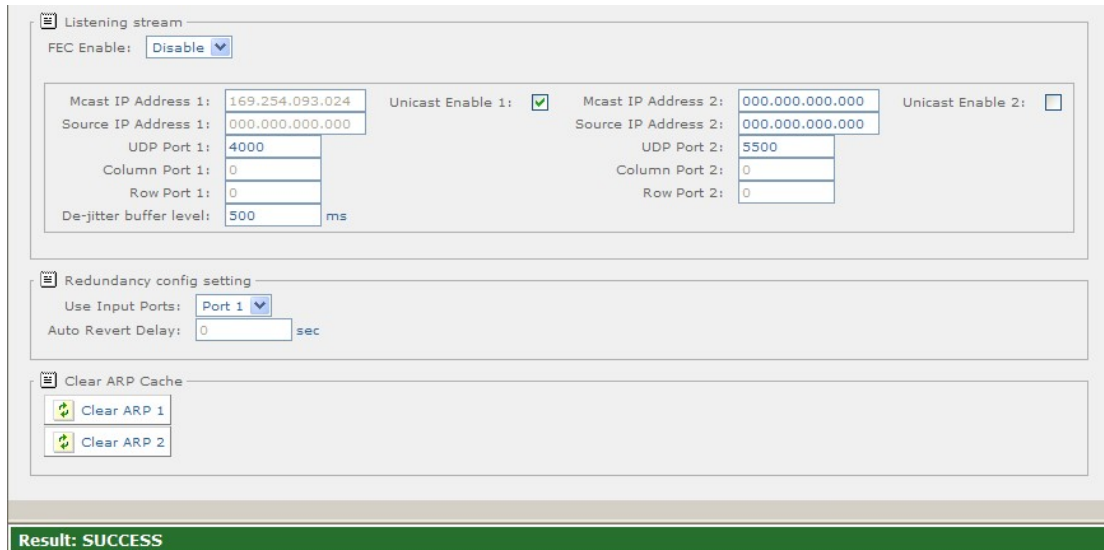 Listening stream
FEC Enable: Disable
Mcast IP Address 1: 169.254.093.024 Unicast Enable 1: Mcast IP Address 2: 000.000.000.000 Unicast Enable 2:
Source IP Address 1: 000.000.000.000 Source IP Address 2: 000.000.000.000
UDP Port 1: 4000 UDP Port 2: 5500
Column Port 1: 0 Column Port 2: 0
Row Port 1: 0 Row Port 2: 0
De-jitter buffer level: 500 ms
Redundancy config setting
Use Input Ports: Port 1
Auto Revert Delay: 0 sec
Clear ARP Cache
Clear ARP 1
Clear ARP 2
Result: SUCCESS